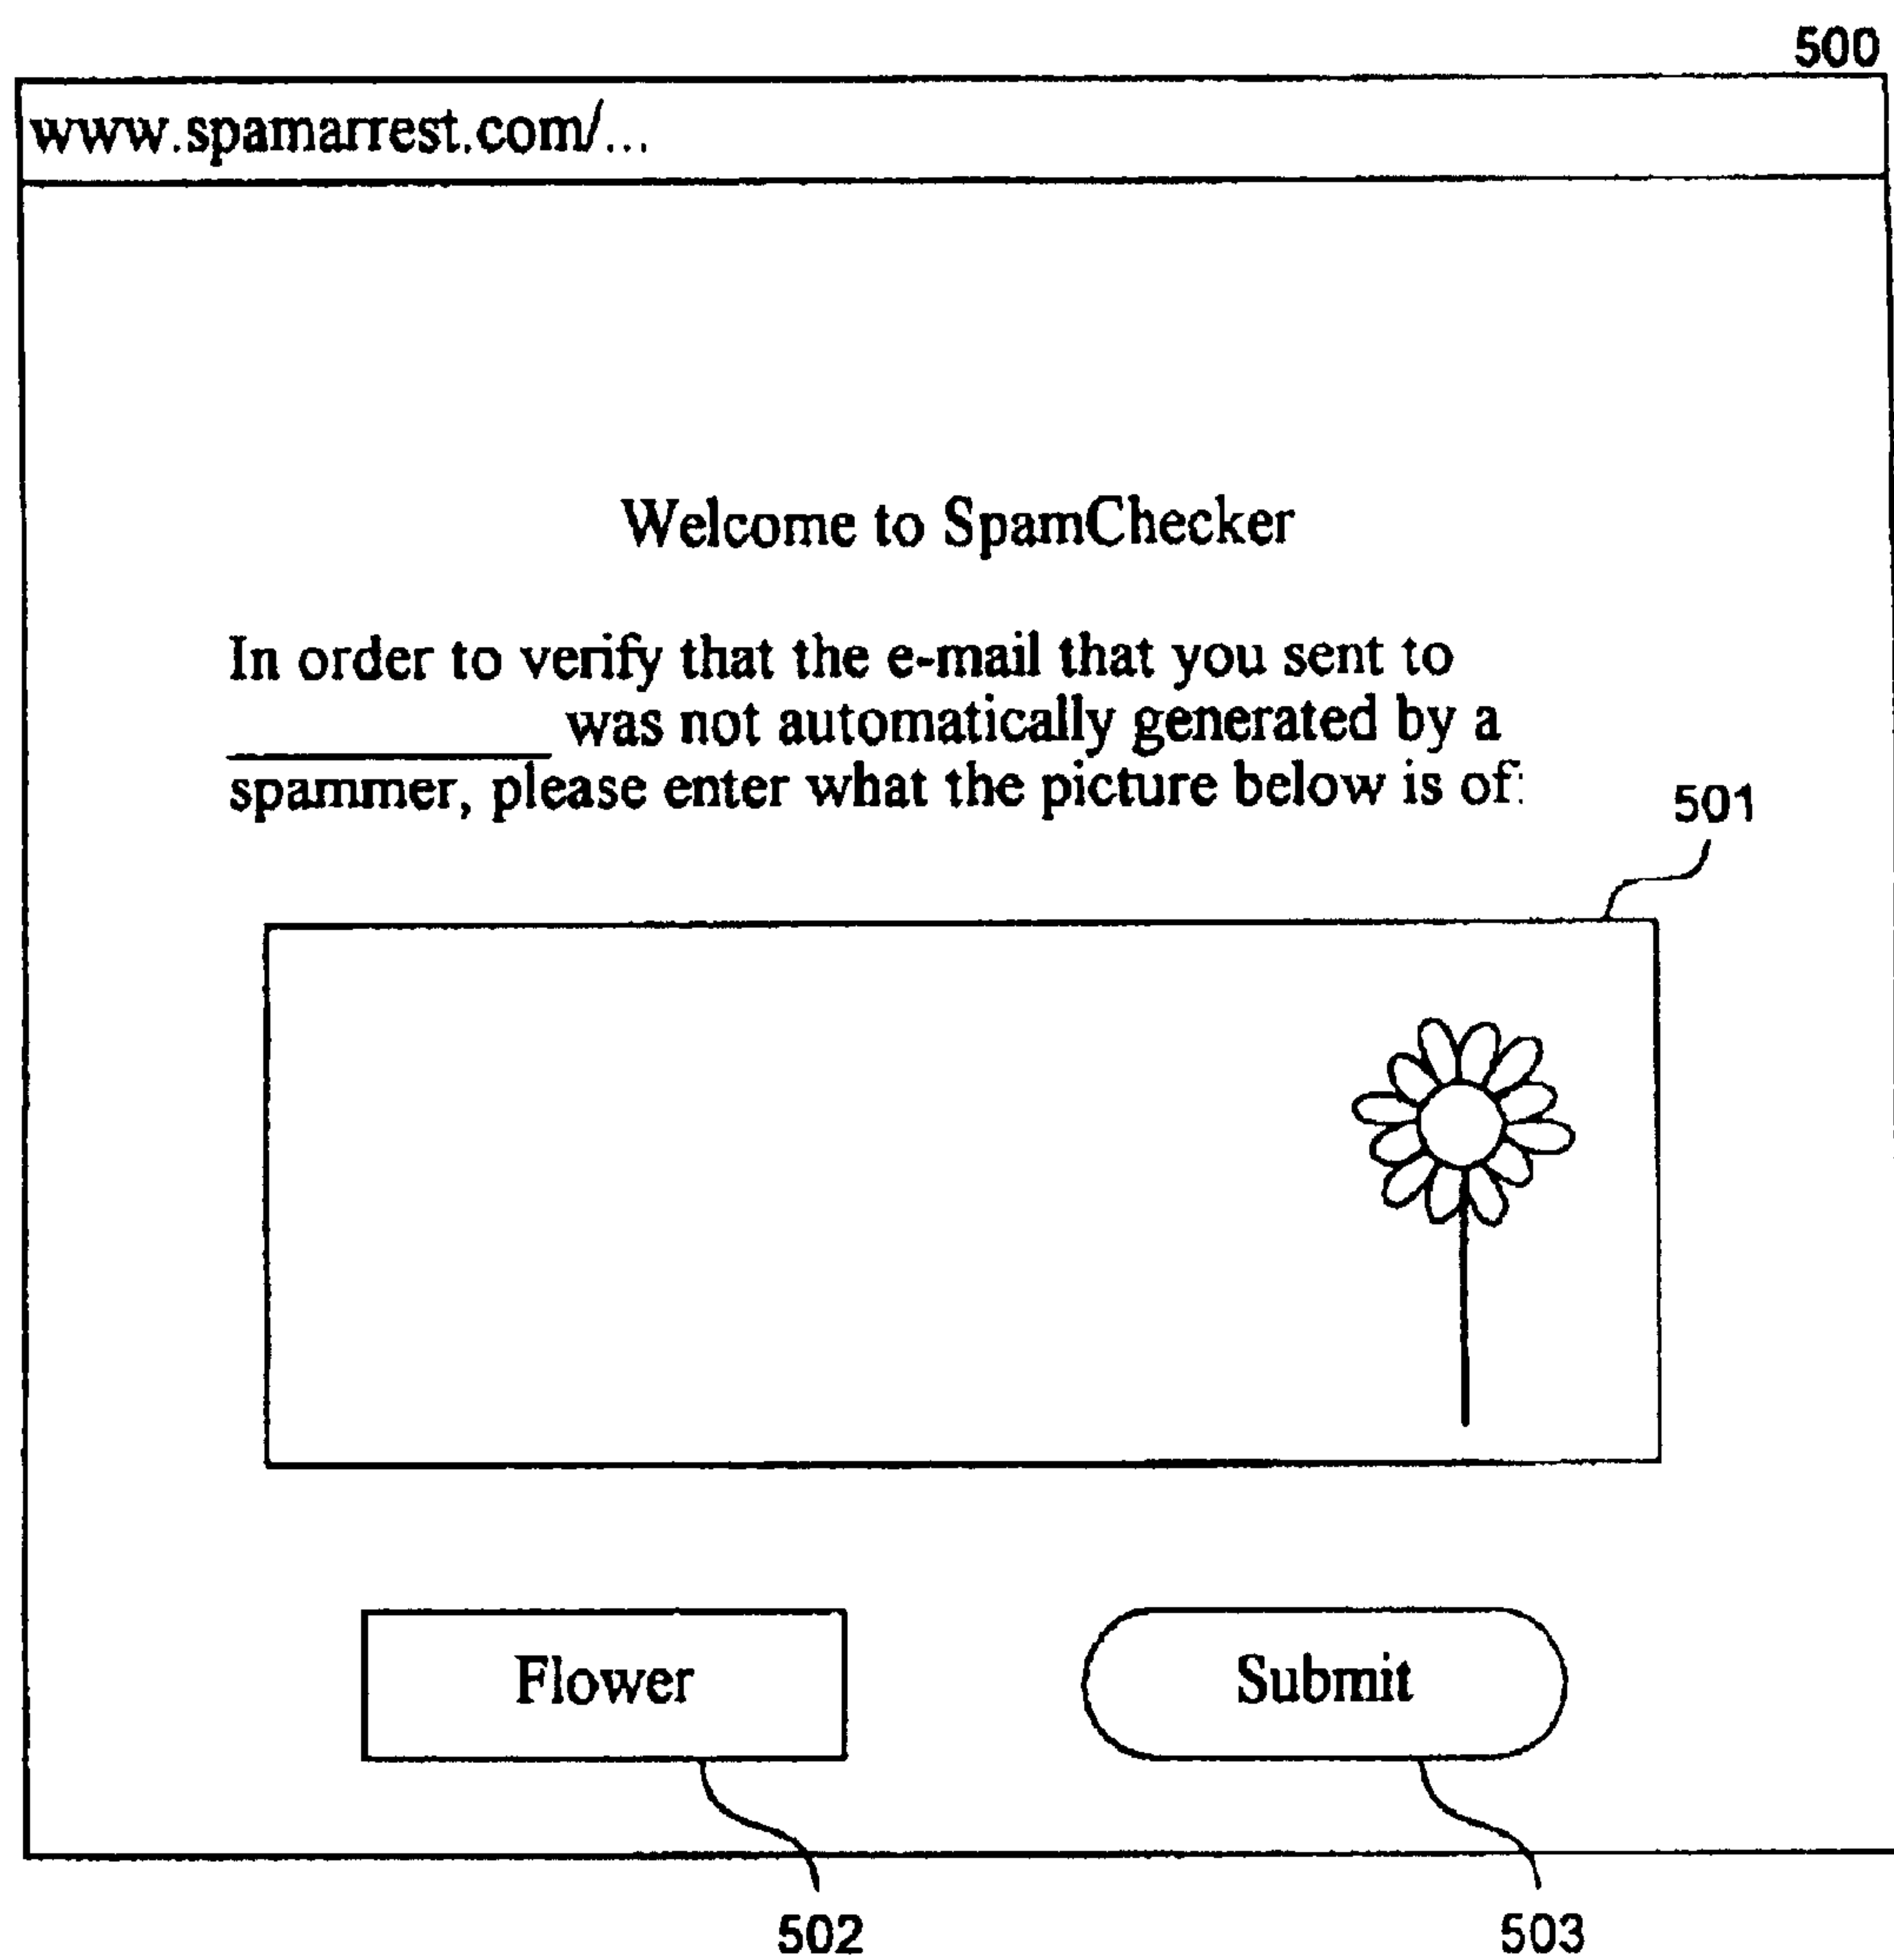 500
www.spamarrest.com/...
Welcome to SpamChecker
In order to verify that the e-mail that you sent to
____________ was not automatically generated by a
spammer, please enter what the picture below is of:
501
Flower
Submit
502
503